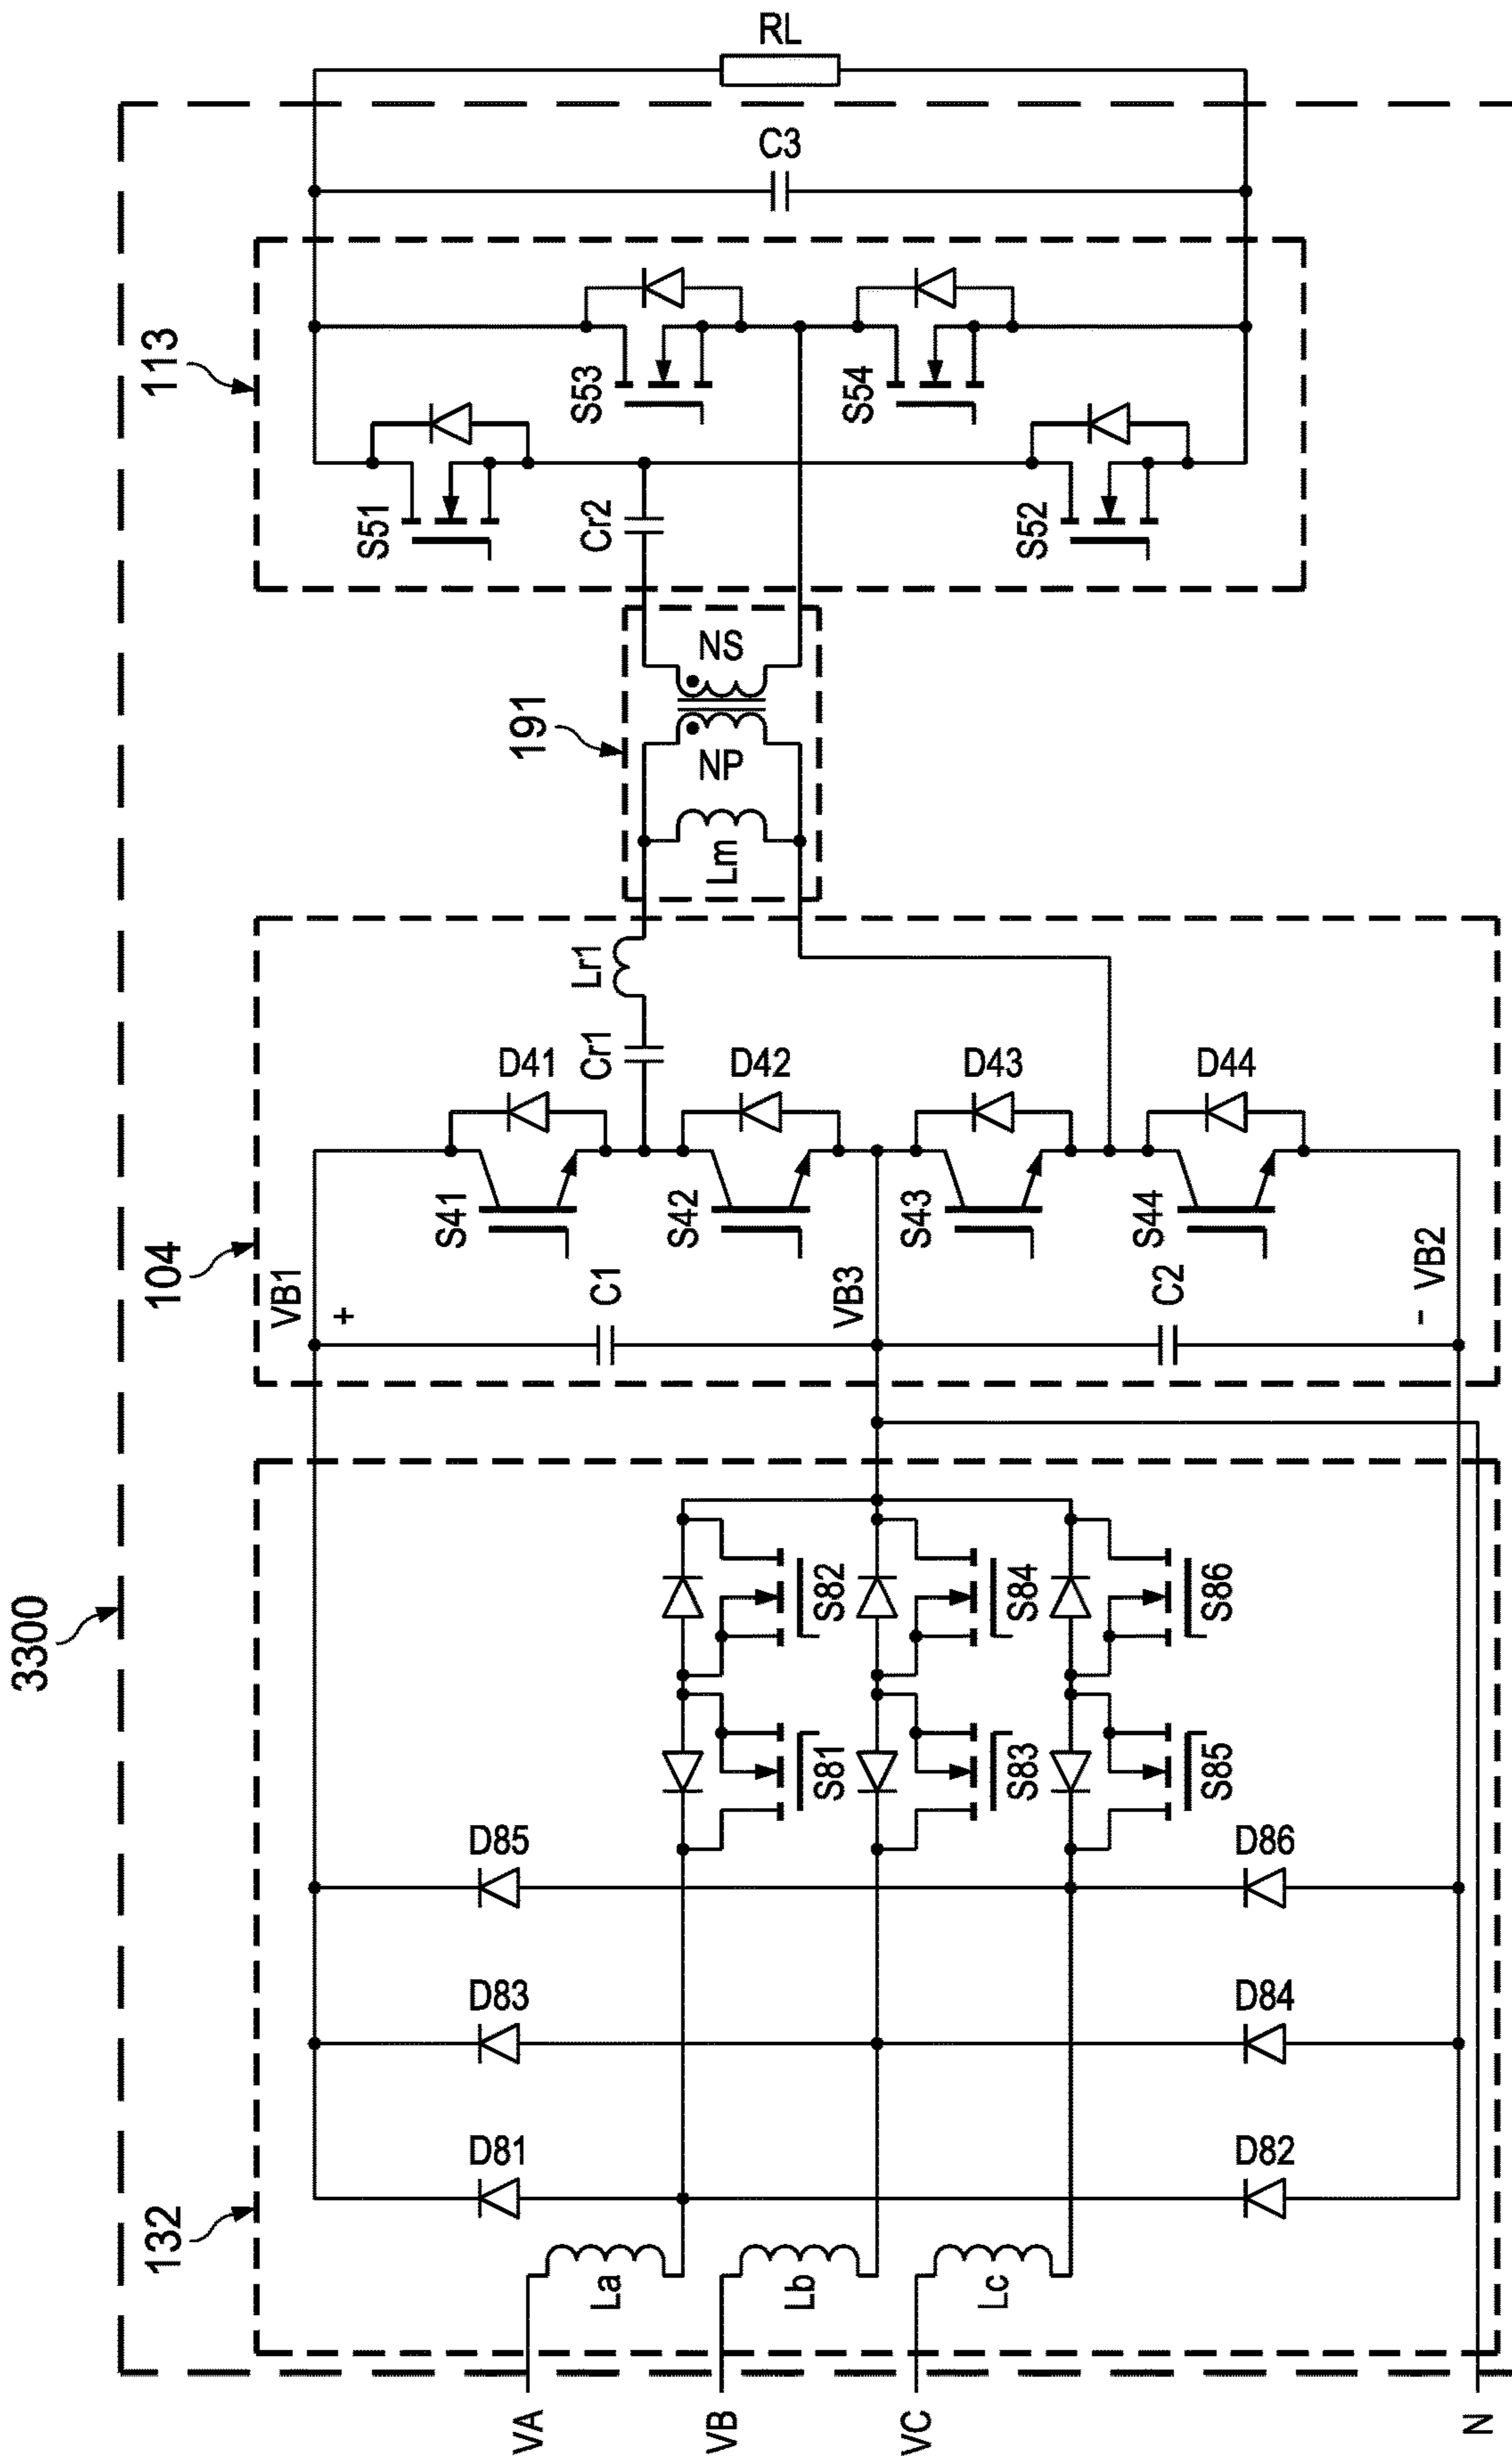 RL
C3
113
S53
S54
S51
Cr2
S52
NS
191
NP
Lm
Lr1
Cr1
D41
D42
D43
D44
S41
S42
S43
S44
104
VB1
+
C1
VB3
C2
-
VB2
3300
S82
S84
S86
S81
S83
S85
D85
D86
D83
D84
D81
D82
132
La
Lb
Lc
VA
VB
VC
N